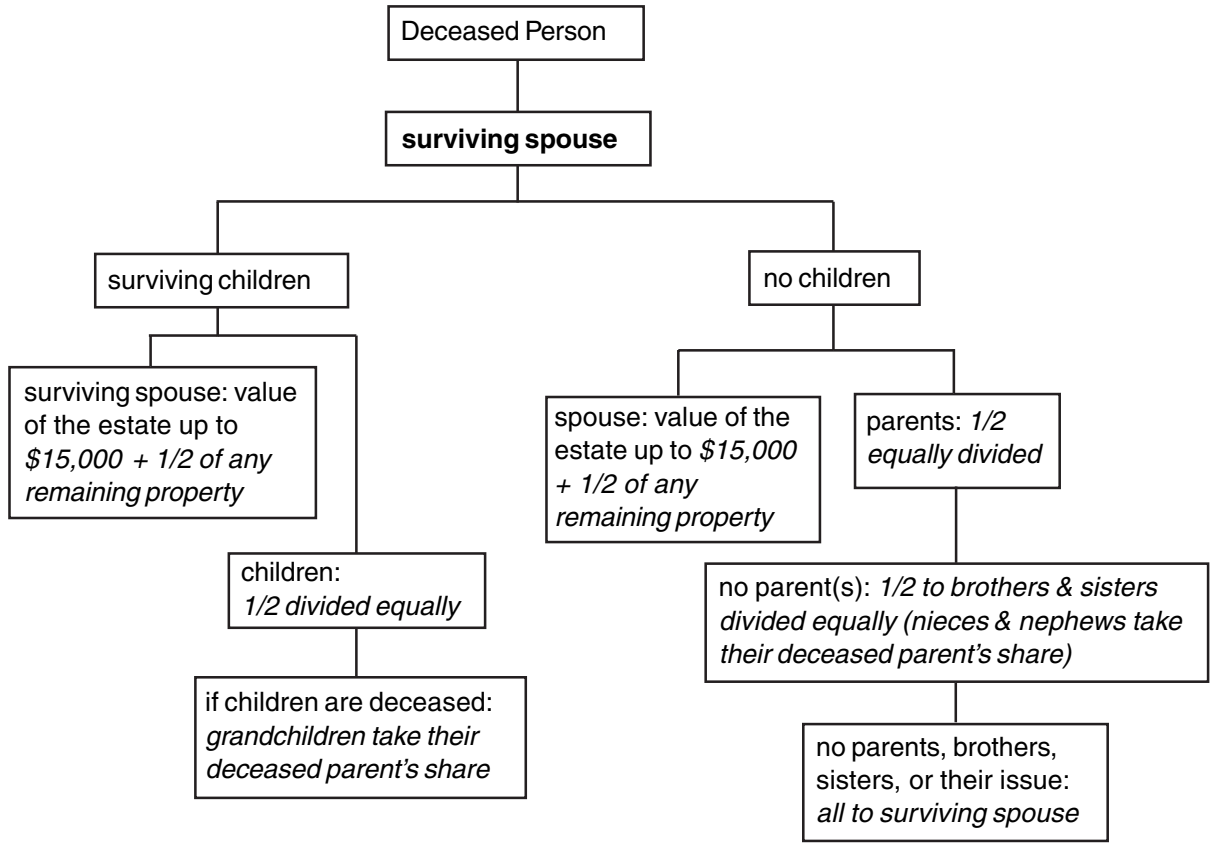 Deceased Person
surviving spouse
surviving children
no children
surviving spouse: value
of the estate up to
$15,000 + 1/2 of any
remaining property
children:
1/2 divided equally
if children are deceased:
grandchildren take their
deceased parent's share
spouse: value of the
estate up to $15,000
+ 1/2 of any
remaining property
parents: 1/2
equally divided
no parent(s): 1/2 to brothers & sisters
divided equally (nieces & nephews take
their deceased parent's share)
no parents, brothers,
sisters, or their issue:
all to surviving spouse